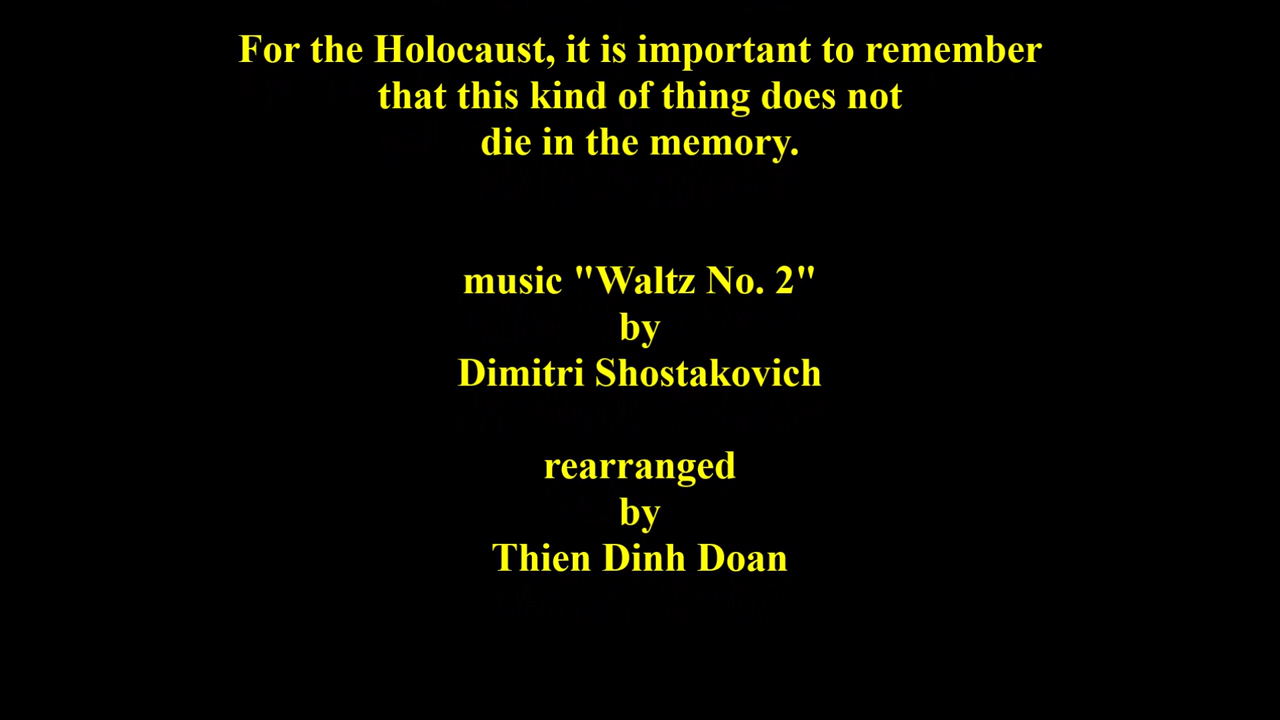 For the Holocaust, it is important to remember
that this kind of thing does not
die in the memory.
music "Waltz No. 2"
by
Dimitri Shostakovich
rearranged
by
Thien Dinh Doan